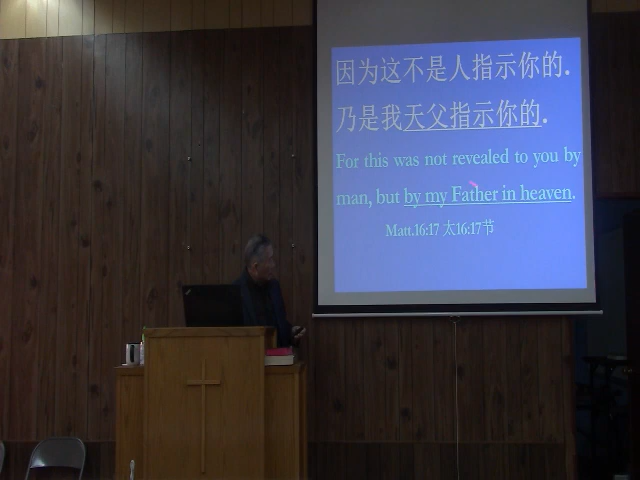 因为这不是人指示你的.
乃是我天父指示你的.
For this was not revealed to you by
man, but by my Father in heaven.
Matt.16:17 太16:17节